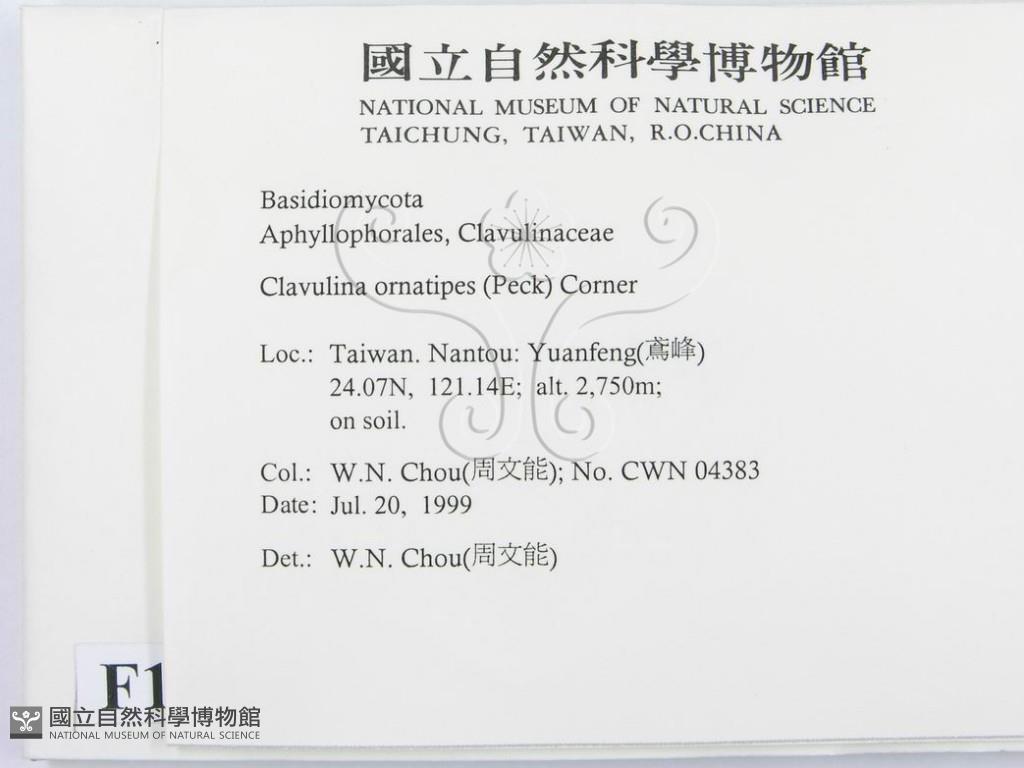 國立自然科學博物館
NATIONAL MUSEUM OF NATURAL SCIENCE
TAICHUNG, TAIWAN, R.O.CHINA
Basidiomycota
Aphyllophorales, Clavulinaceae
Clavulina ornatipes (Peck) Corner
Loc.: Taiwan. Nantou: Yuanfeng(鳶峰)
24.07N, 121.14E; alt. 2,750m;
on soil.
Col.: W.N. Chou(周文能); No. CWN 04383
Date: Jul. 20, 1999
Det.: W.N. Chou(周文能)
F1
國立自然科學博物館
NATIONAL MUSEUM OF NATURAL SCIENCE